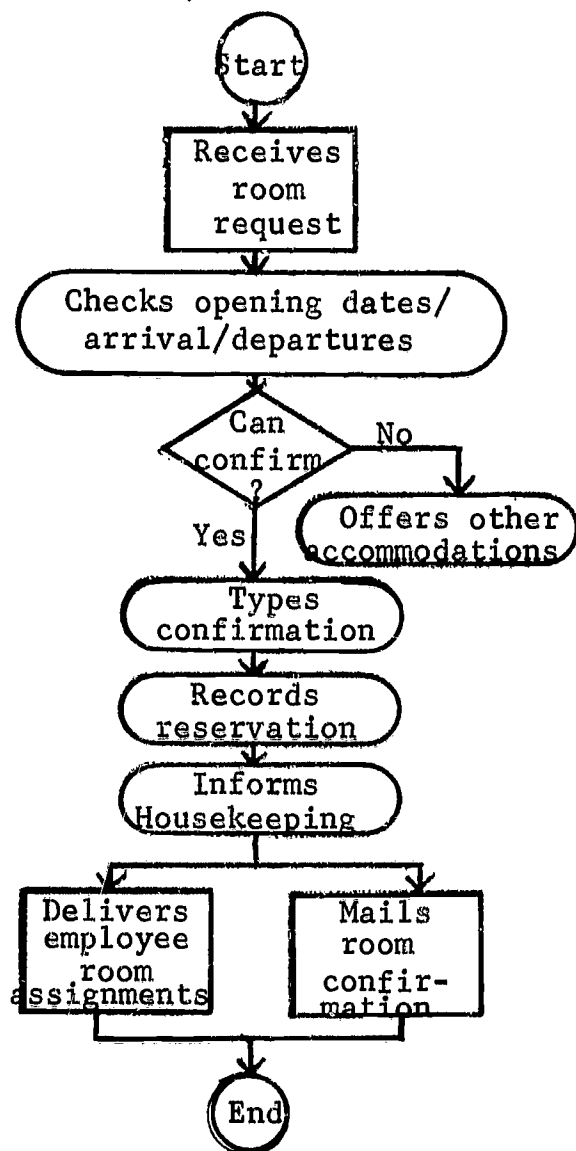 Start
Receives
room
request
Checks opening dates/
arrival/departures
Can
confirm
?
No
Offers other
accommodations
Yes
Types
confirmation
Records
reservation
Informs
Housekeeping
Delivers
employee
room
assignments
Mails
room
confir-
mation
End